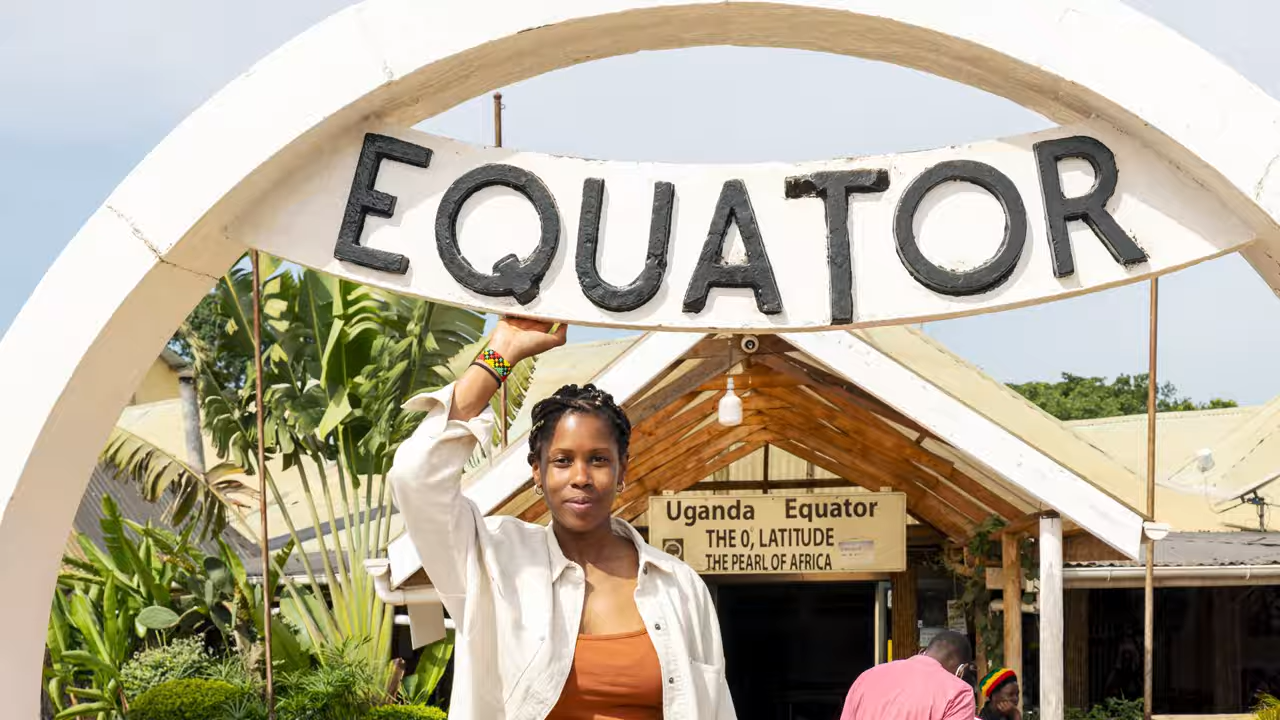 EQUATOR
Uganda Equator
THE 0, LATITUDE
THE PEARL OF AFRICA